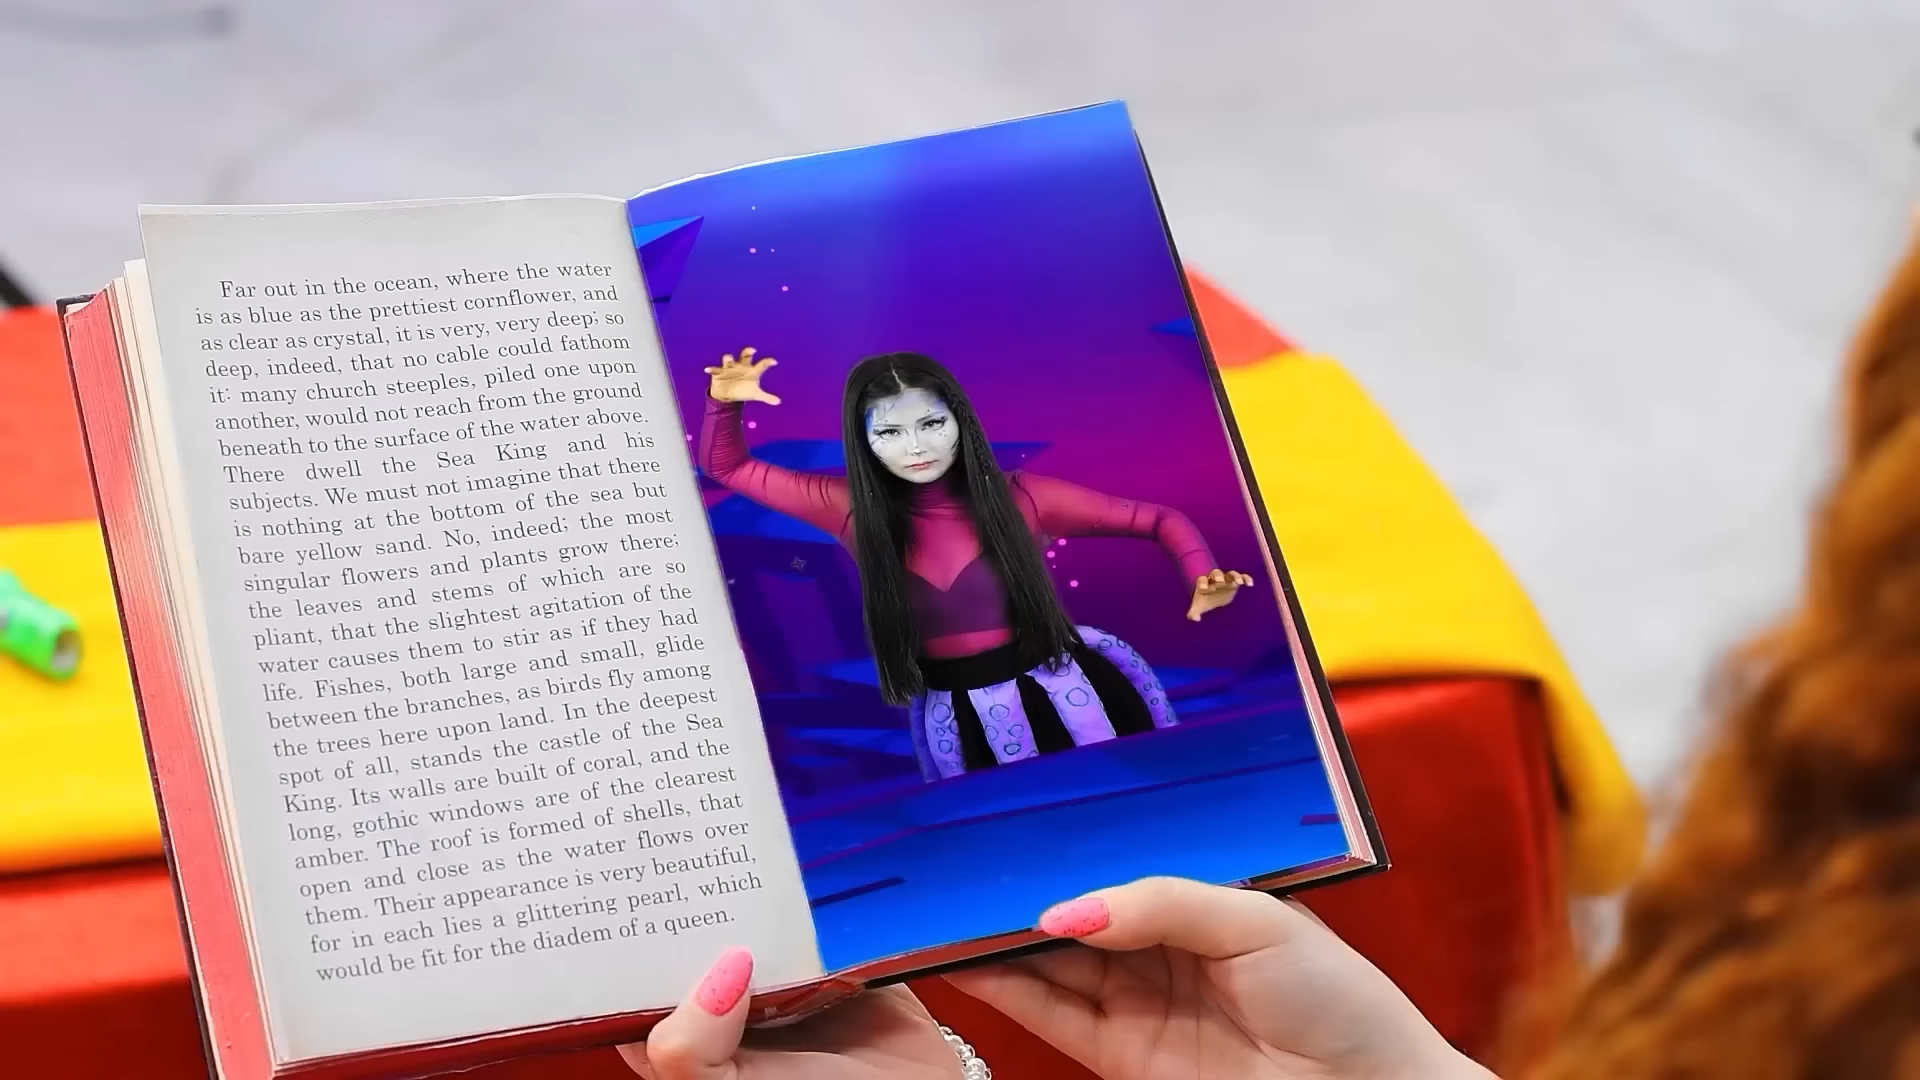 Far out in the ocean, where the water
is as blue as the prettiest cornflower, and
as clear as crystal, it is very, very deep; so
deep, indeed, that no cable could fathom
it: many church steeples, piled one upon
another, would not reach from the ground
beneath to the surface of the water above.
There dwell the Sea King and his
subjects. We must not imagine that there
is nothing at the bottom of the sea but
bare yellow sand. No, indeed; the most
singular flowers and plants grow there;
the leaves and stems of which are so
pliant, that the slightest agitation of the
water causes them to stir as if they had
life. Fishes, both large and small, glide
between the branches, as birds fly among
the trees here upon land. In the deepest
spot of all, stands the castle of the Sea
King. Its walls are built of coral, and the
long, gothic windows are of the clearest
amber. The roof is formed of shells, that
open and close as the water flows over
them. Their appearance is very beautiful,
for in each lies a glittering pearl, which
would be fit for the diadem of a queen.